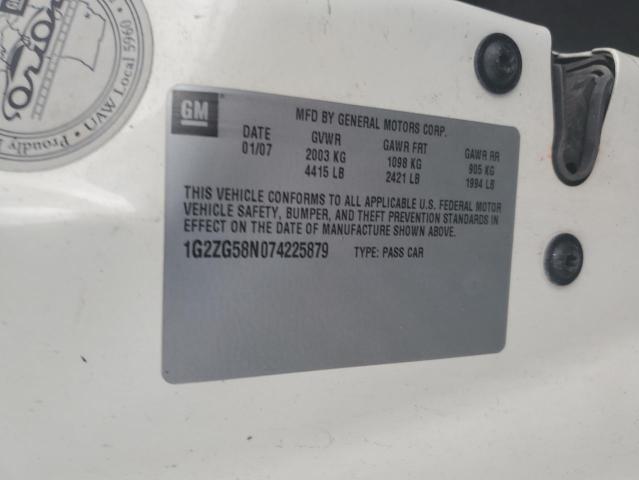 GM
MFD BY GENERAL MOTORS CORP.
DATE GVWR GAWR FRT GAWR RR
01/07 2003 KG 1098 KG 905 KG
4415 LB 2421 LB 1994 LB
THIS VEHICLE CONFORMS TO ALL APPLICABLE U.S. FEDERAL MOTOR
VEHICLE SAFETY, BUMPER, AND THEFT PREVENTION STANDARDS IN
EFFECT ON THE DATE OF MANUFACTURE SHOWN ABOVE.
1G2ZG58N074225879 TYPE: PASS CAR
GM
Orion
Proudly
UAW Local 5960